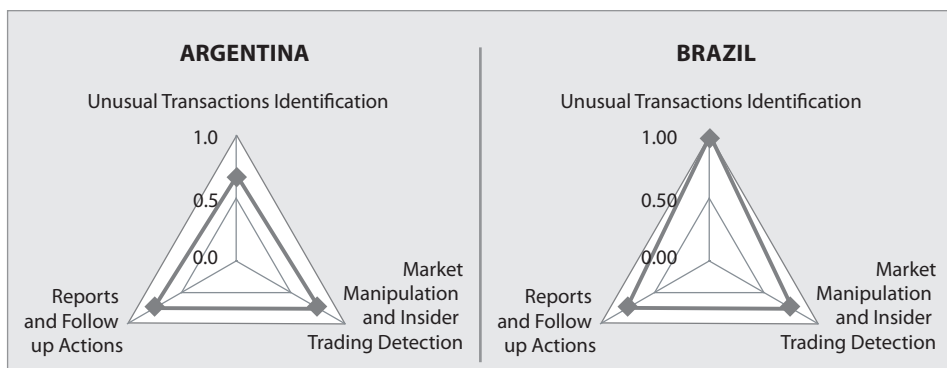 ARGENTINA
Unusual Transactions Identification
1.0
0.5
0.0
Reports
and Follow
up Actions
Market
Manipulation
and Insider
Trading Detection
BRAZIL
Unusual Transactions Identification
1.00
0.50
0.00
Reports
and Follow
up Actions
Market
Manipulation
and Insider
Trading Detection